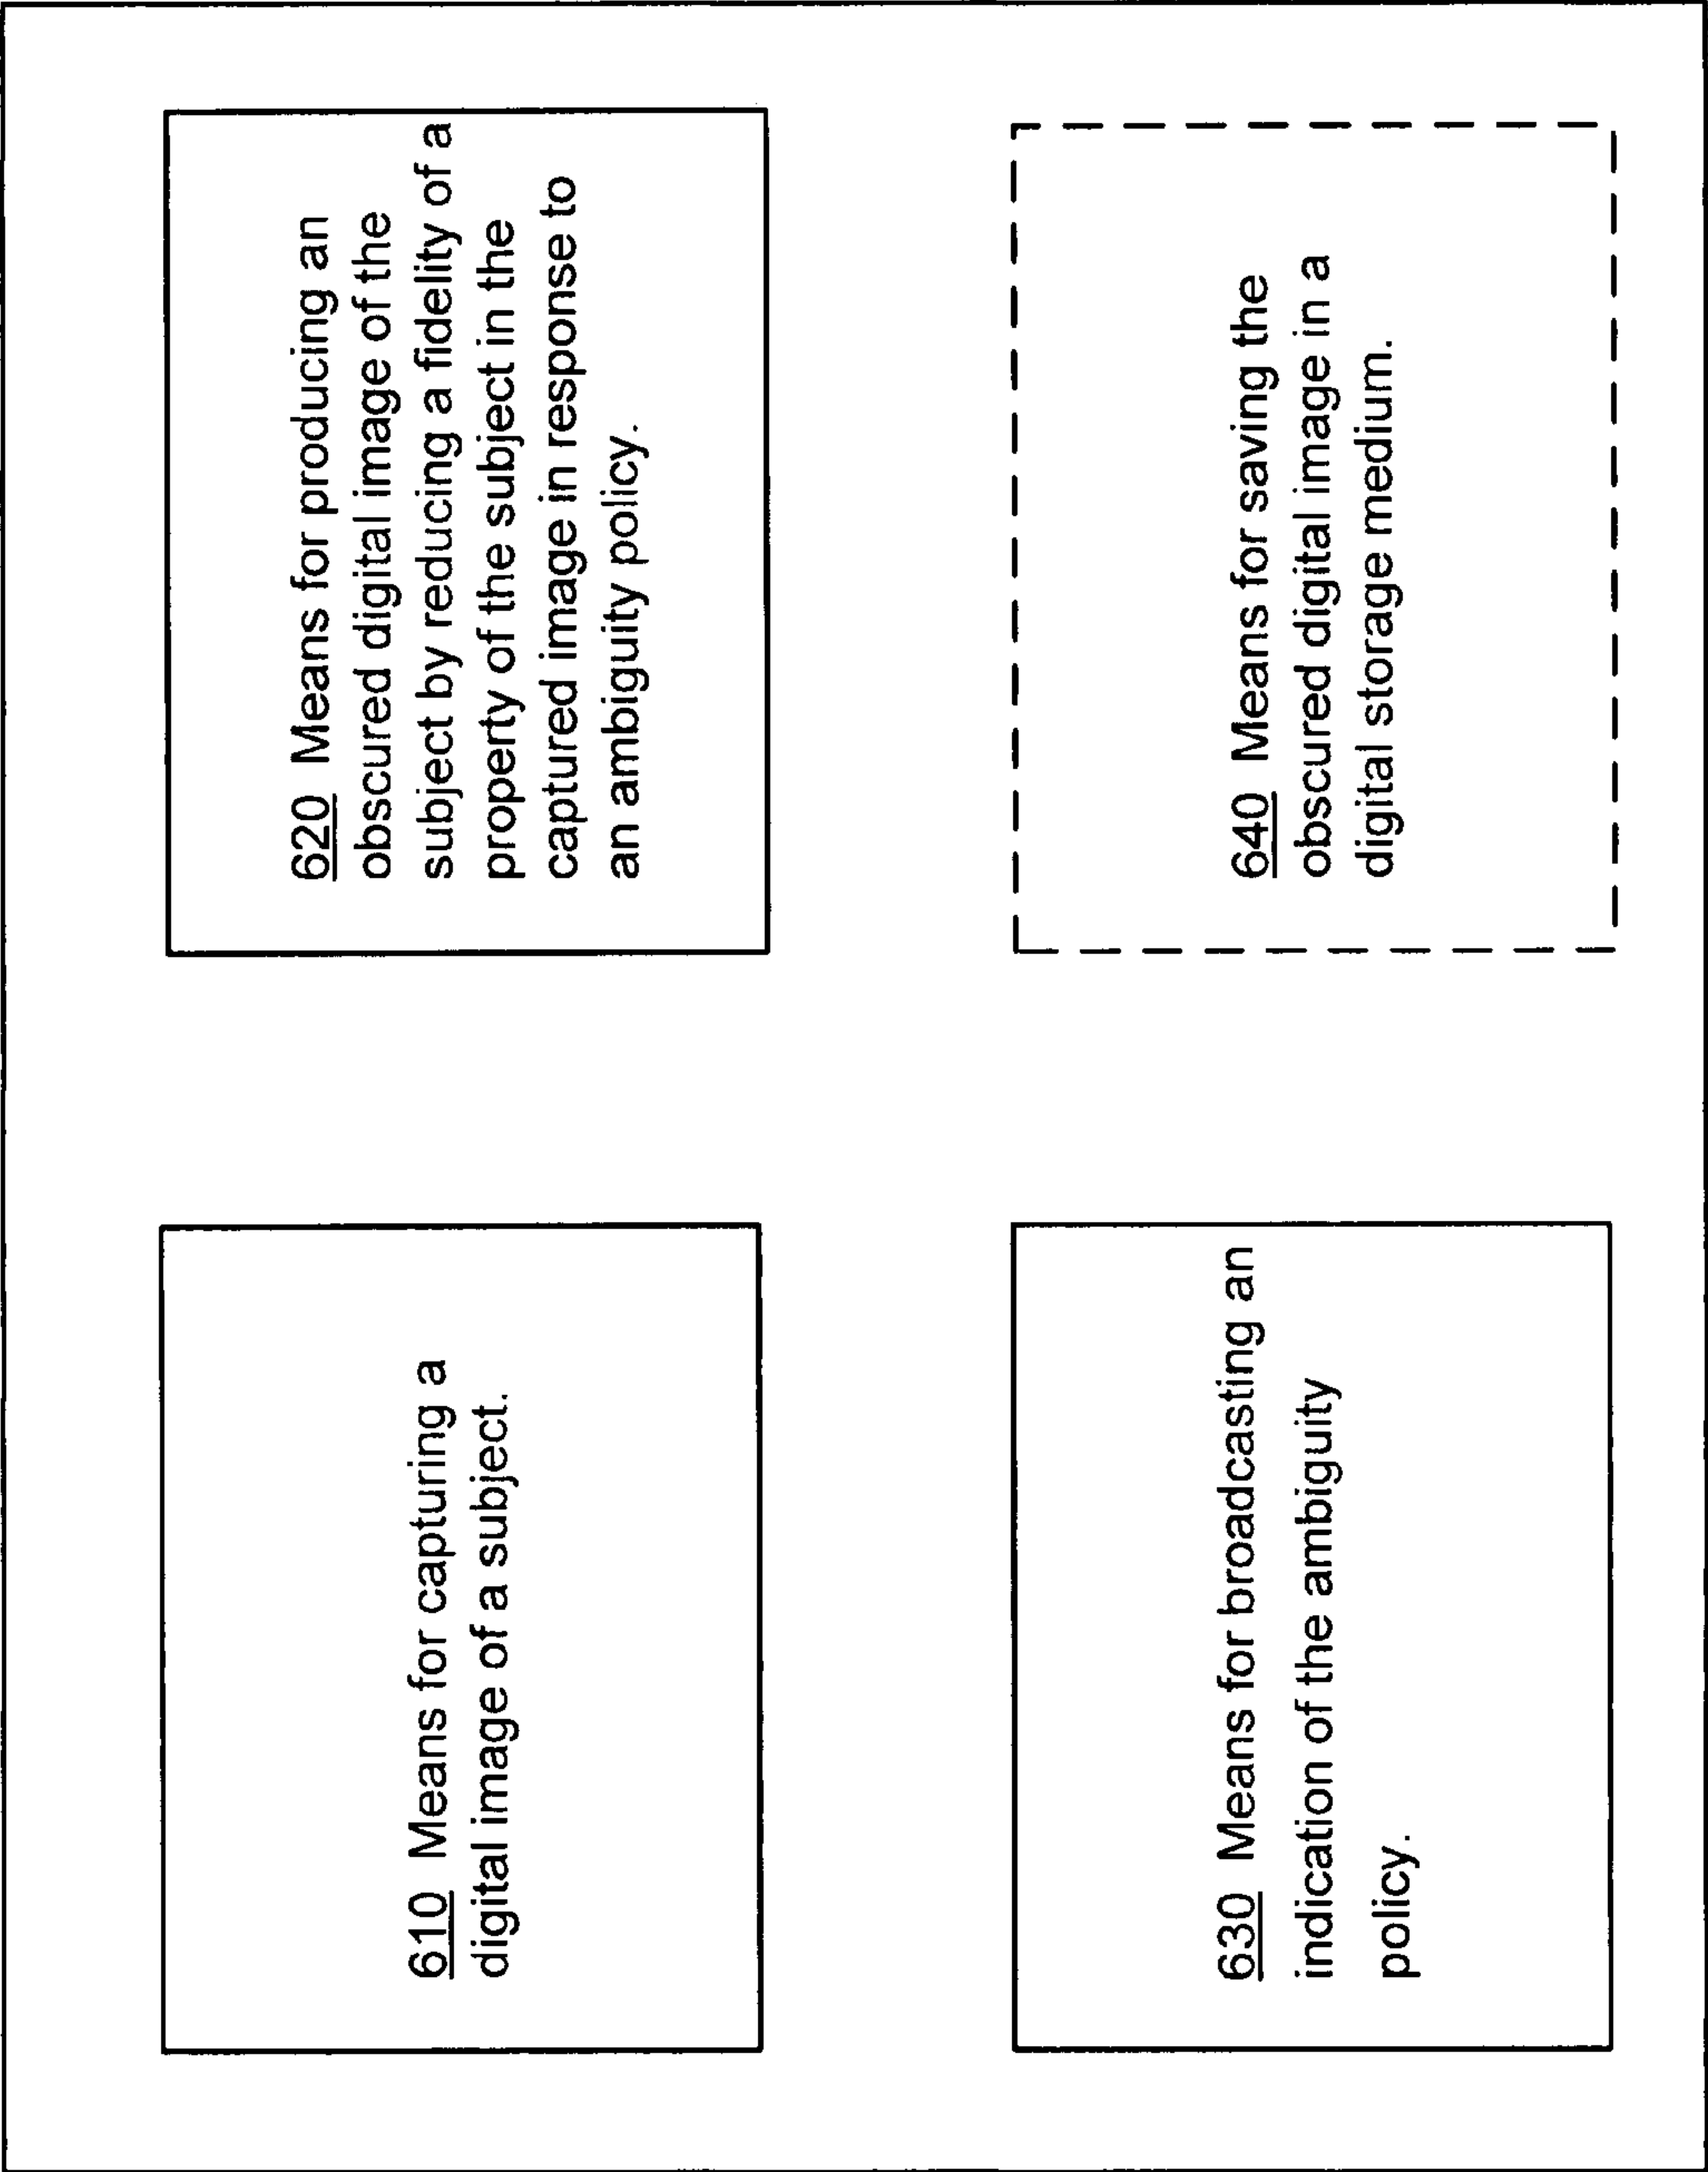 610 Means for capturing a
digital image of a subject.
620 Means for producing an
obscured digital image of the
subject by reducing a fidelity of a
property of the subject in the
captured image in response to
an ambiguity policy.
630 Means for broadcasting an
indication of the ambiguity
policy.
640 Means for saving the
obscured digital image in a
digital storage medium.